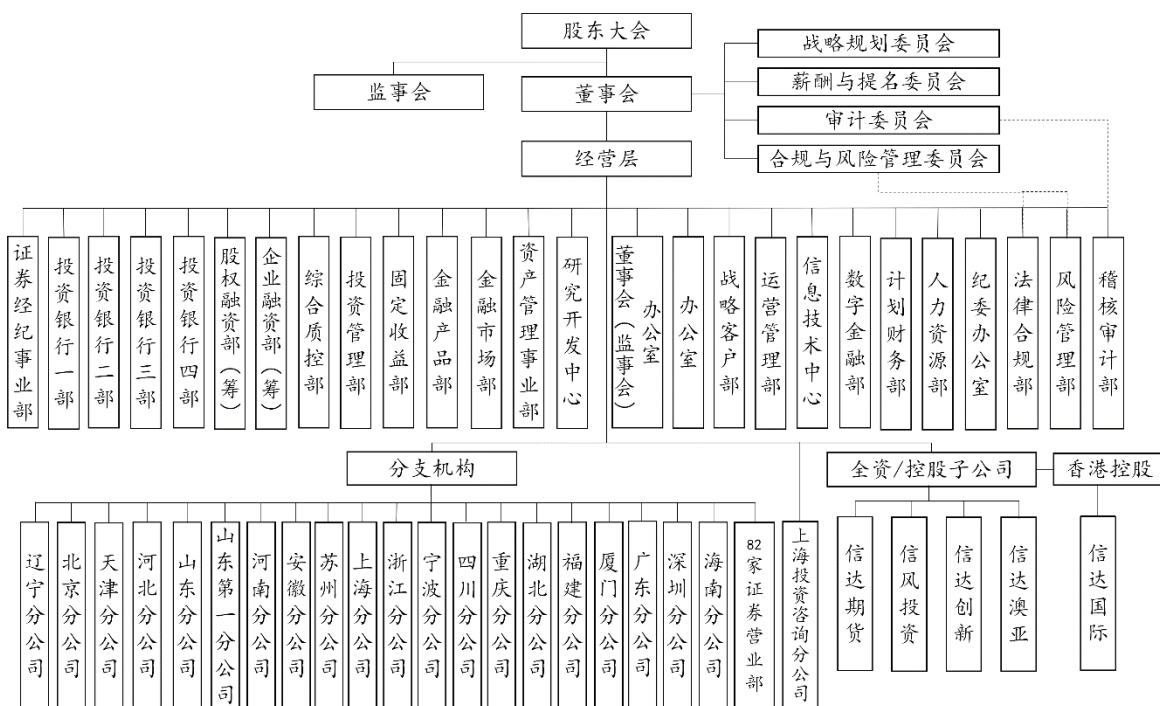 股东大会
战略规划委员会
监事会
董事会
薪酬与提名委员会
审计委员会
经营层
合规与风险管理委员会
证券经纪事业部
投资银行一部
投资银行二部
投资银行三部
投资银行四部
股权融资部（筹）
企业融资部（筹）
综合质控部
投资管理部
固定收益部
金融产品部
金融市场部
资产管理事业部
研究开发中心
董事会（监事会）
办公室
办公室
战略客户部
运营管理部
信息技术中心
数字金融部
计划财务部
人力资源部
纪委办公室
法律合规部
风险管理部
稽核审计部
分支机构
全资/控股子公司
香港控股
辽宁分公司
北京分公司
天津分公司
河北分公司
山东分公司
山东第一分公司
河南分公司
安徽分公司
苏州分公司
上海分公司
浙江分公司
宁波分公司
四川分公司
重庆分公司
湖北分公司
福建分公司
厦门分公司
广东分公司
深圳分公司
海南分公司
82家证券营业部
上海投资咨询分公司
信达期货
信风投资
信达创新
信达澳亚
信达国际